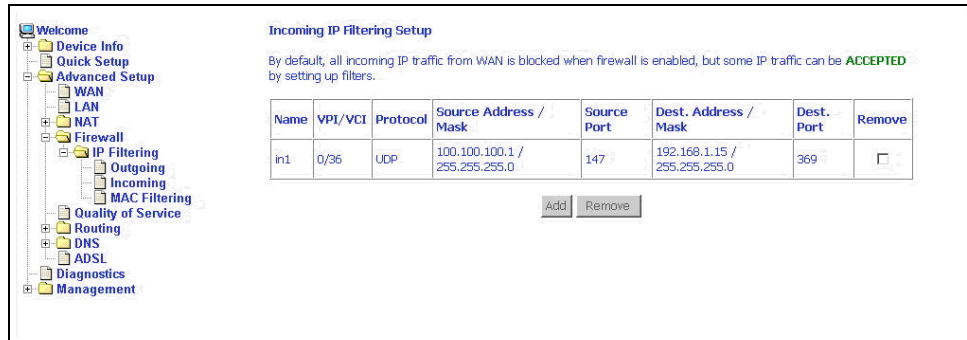 Welcome
Device Info
Quick Setup
Advanced Setup
WAN
LAN
NAT
Firewall
IP Filtering
Outgoing
Incoming
MAC Filtering
Quality of Service
Routing
DNS
ADSL
Diagnostics
Management
Incoming IP Filtering Setup
By default, all incoming IP traffic from WAN is blocked when firewall is enabled, but some IP traffic can be ACCEPTED
by setting up filters.
Name VPI/VCI Protocol Source Address / Mask Source Port Dest. Address / Mask Dest. Port Remove
in1 0/36 UDP 100.100.100.1 / 255.255.255.0 147 192.168.1.15 / 255.255.255.0 369
Add Remove